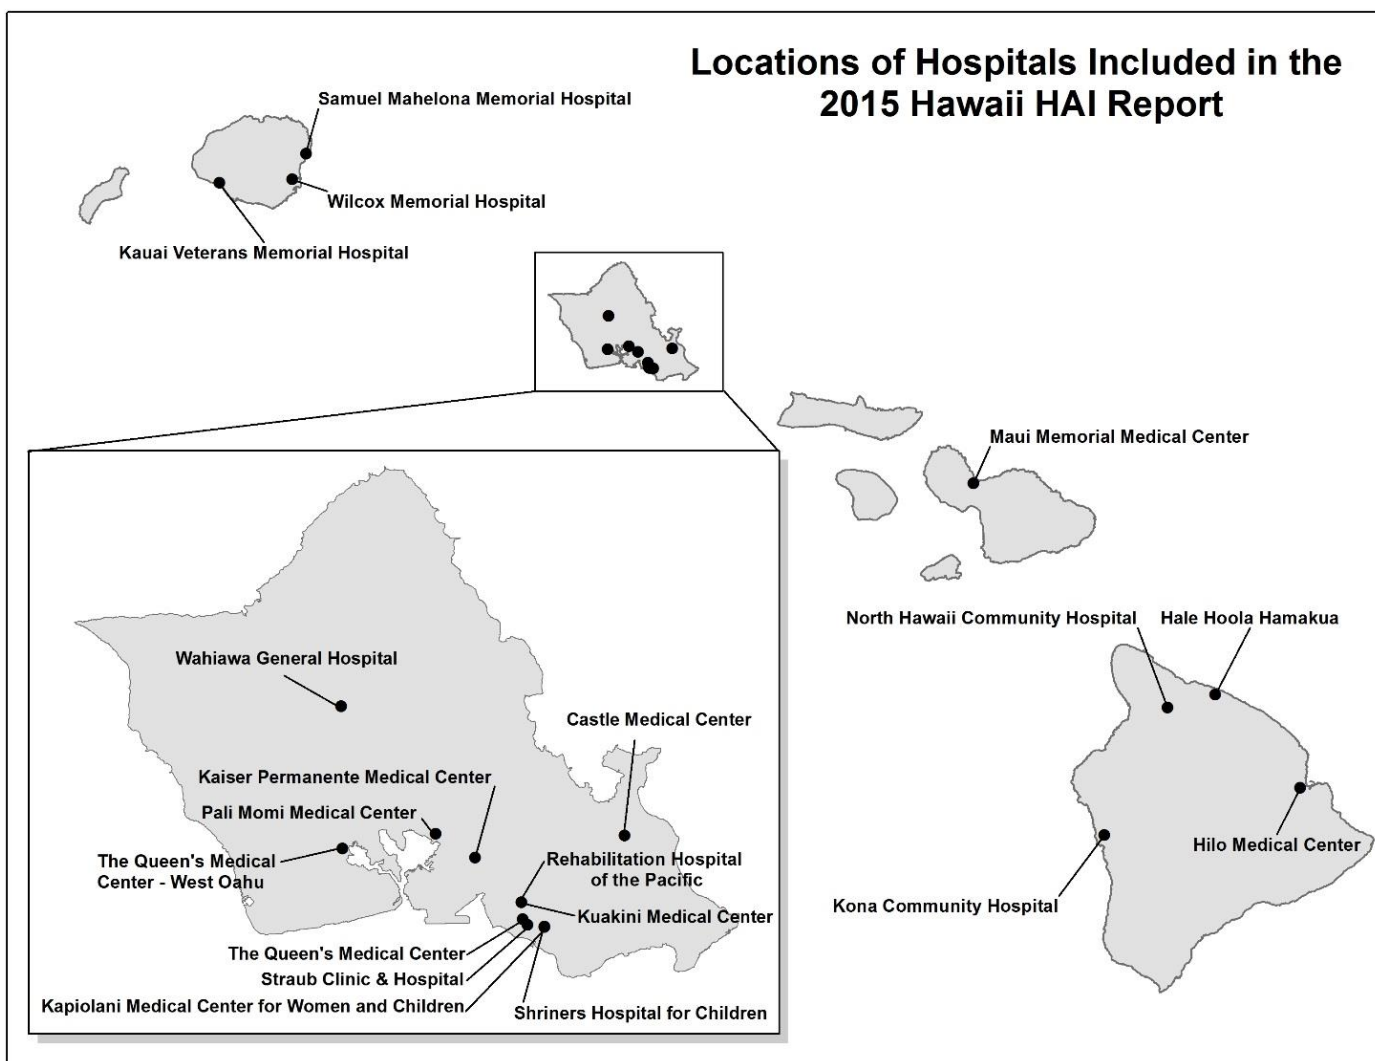 Locations of Hospitals Included in the
2015 Hawaii HAI Report
Samuel Mahelona Memorial Hospital
Wilcox Memorial Hospital
Kauai Veterans Memorial Hospital
Maui Memorial Medical Center
North Hawaii Community Hospital
Hale Hoola Hamakua
Hilo Medical Center
Kona Community Hospital
Wahiawa General Hospital
Castle Medical Center
Kaiser Permanente Medical Center
Pali Momi Medical Center
The Queen's Medical
Center - West Oahu
Rehabilitation Hospital
of the Pacific
Kuakini Medical Center
The Queen's Medical Center
Straub Clinic & Hospital
Kapiolani Medical Center for Women and Children
Shriners Hospital for Children